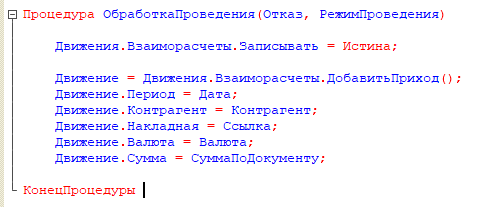 Процедура ОбработкаПроведения(Отказ, РежимПроведения)
Движения.Взаиморасчеты.Записывать = Истина;
Движение = Движения.Взаиморасчеты.ДобавитьПриход();
Движение.Период = Дата;
Движение.Контрагент = Контрагент;
Движение.Накладная = Ссылка;
Движение.Валюта = Валюта;
Движение.Сумма = СуммаПоДокументу;
КонецПроцедуры